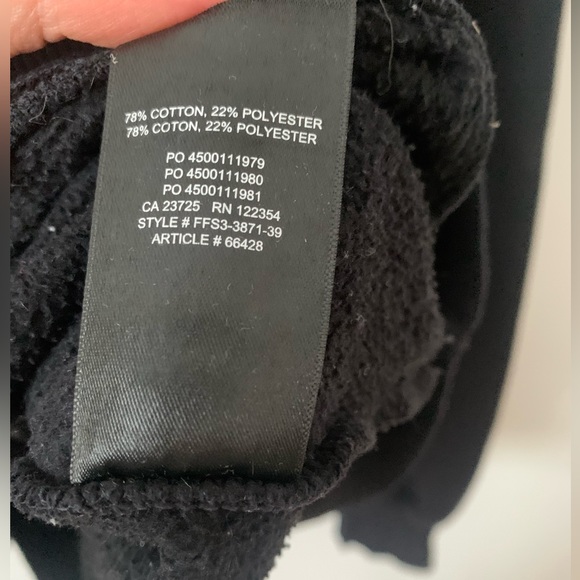 78% COTTON, 22% POLYESTER
78% COTON, 22% POLYESTER
PO 4500111979
PO 4500111980
PO 4500111981
CA 23725 RN 122354
STYLE # FFS3-3871-39
ARTICLE # 66428